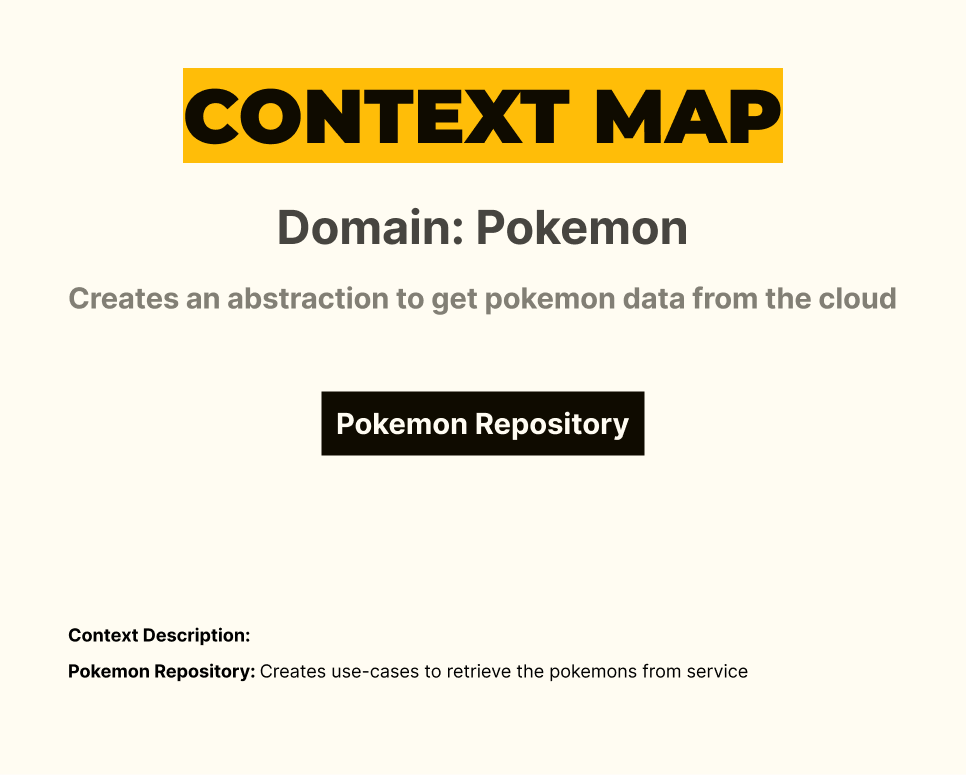 CONTEXT MAP
Domain: Pokemon
Creates an abstraction to get pokemon data from the cloud
Pokemon Repository
Context Description:
Pokemon Repository: Creates use-cases to retrieve the pokemons from service